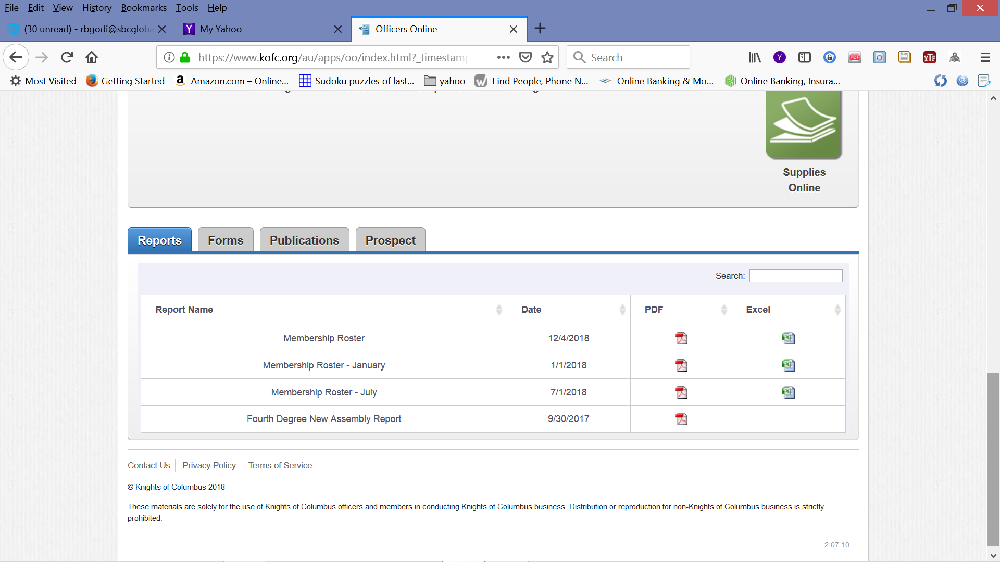 File Edit View History Bookmarks Tools Help
(30 unread) - rbgodi@sbcgloba
My Yahoo
Officers Online
https://www.kofc.org/au/apps/oo/index.html?_timestamp
Search
Most Visited
Getting Started
Amazon.com – Online...
Sudoku puzzles of last...
yahoo
Find People, Phone N...
Online Banking & Mo...
Online Banking, Insura...
Supplies
Online
Reports
Forms
Publications
Prospect
Search:
Report Name Date PDF Excel
Membership Roster 12/4/2018
Membership Roster - January 1/1/2018
Membership Roster - July 7/1/2018
Fourth Degree New Assembly Report 9/30/2017
Contact Us Privacy Policy Terms of Service
© Knights of Columbus 2018
These materials are solely for the use of Knights of Columbus officers and members in conducting Knights of Columbus business. Distribution or reproduction for non-Knights of Columbus business is strictly
prohibited.
2.07.10